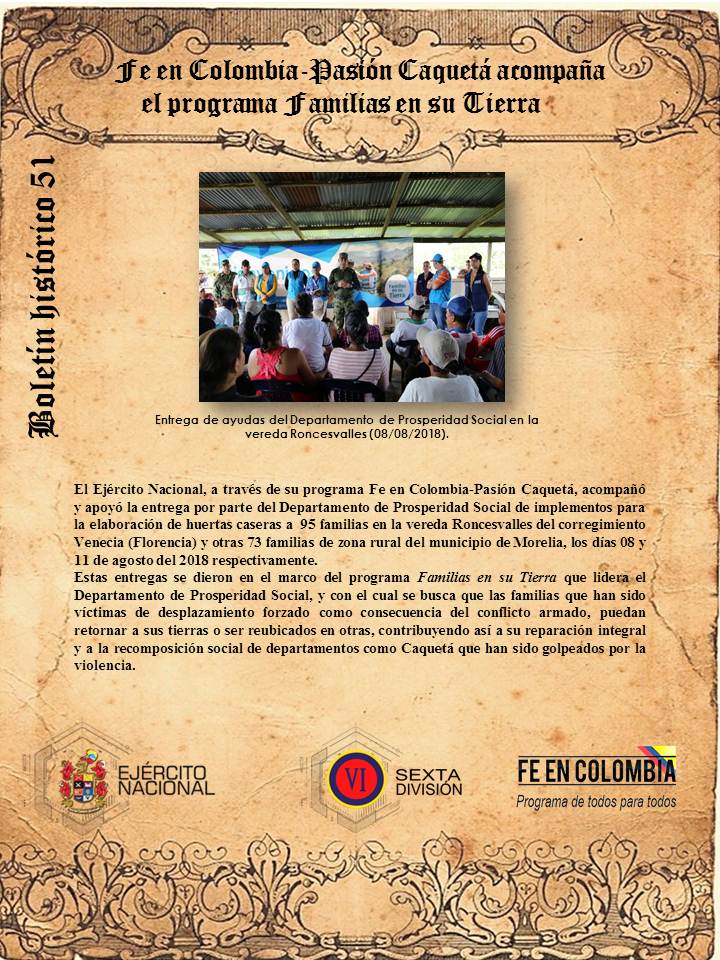 Fe en Colombia-Pasión Caquetá acompaña
el programa Familias en su Tierra
Boletín histórico 51
Familias
en su
Tierra
Entrega de ayudas del Departamento de Prosperidad Social en la
vereda Roncesvalles (08/08/2018).
El Ejército Nacional, a través de su programa Fe en Colombia-Pasión Caquetá, acompañó
y apoyó la entrega por parte del Departamento de Prosperidad Social de implementos para
la elaboración de huertas caseras a 95 familias en la vereda Roncesvalles del corregimiento
Venecia (Florencia) y otras 73 familias de zona rural del municipio de Morelia, los días 08 y
11 de agosto del 2018 respectivamente.
Estas entregas se dieron en el marco del programa Familias en su Tierra que lidera el
Departamento de Prosperidad Social, y con el cual se busca que las familias que han sido
víctimas de desplazamiento forzado como consecuencia del conflicto armado, puedan
retornar a sus tierras o ser reubicados en otras, contribuyendo así a su reparación integral
y a la recomposición social de departamentos como Caquetá que han sido golpeados por la
violencia.
EJÉRCITO
NACIONAL
VI
SEXTA
DIVISIÓN
FE EN COLOMBIA
Programa de todos para todos